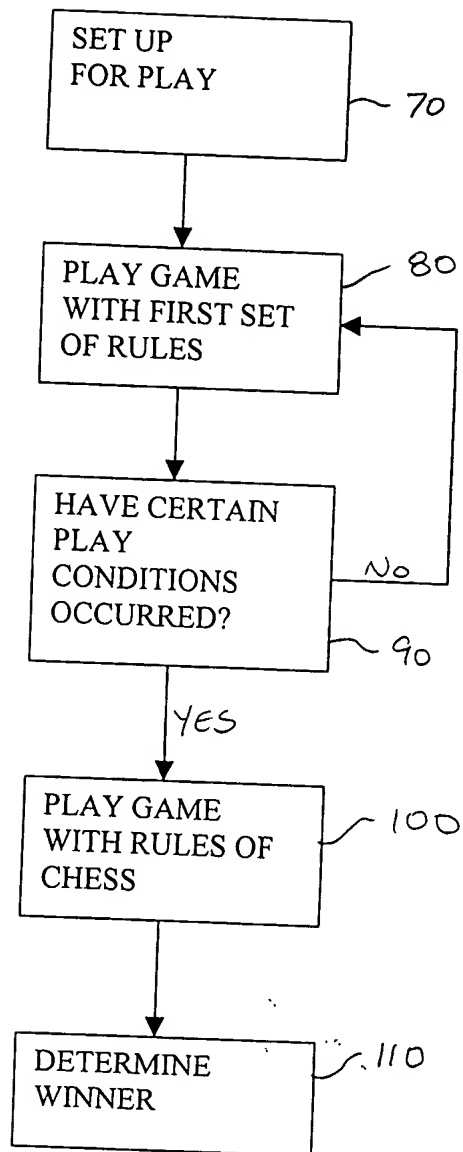 SET UP
FOR PLAY
70
PLAY GAME
WITH FIRST SET
OF RULES
80
HAVE CERTAIN
PLAY
CONDITIONS
OCCURRED?
NO
90
YES
PLAY GAME
WITH RULES OF
CHESS
100
DETERMINE
WINNER
110